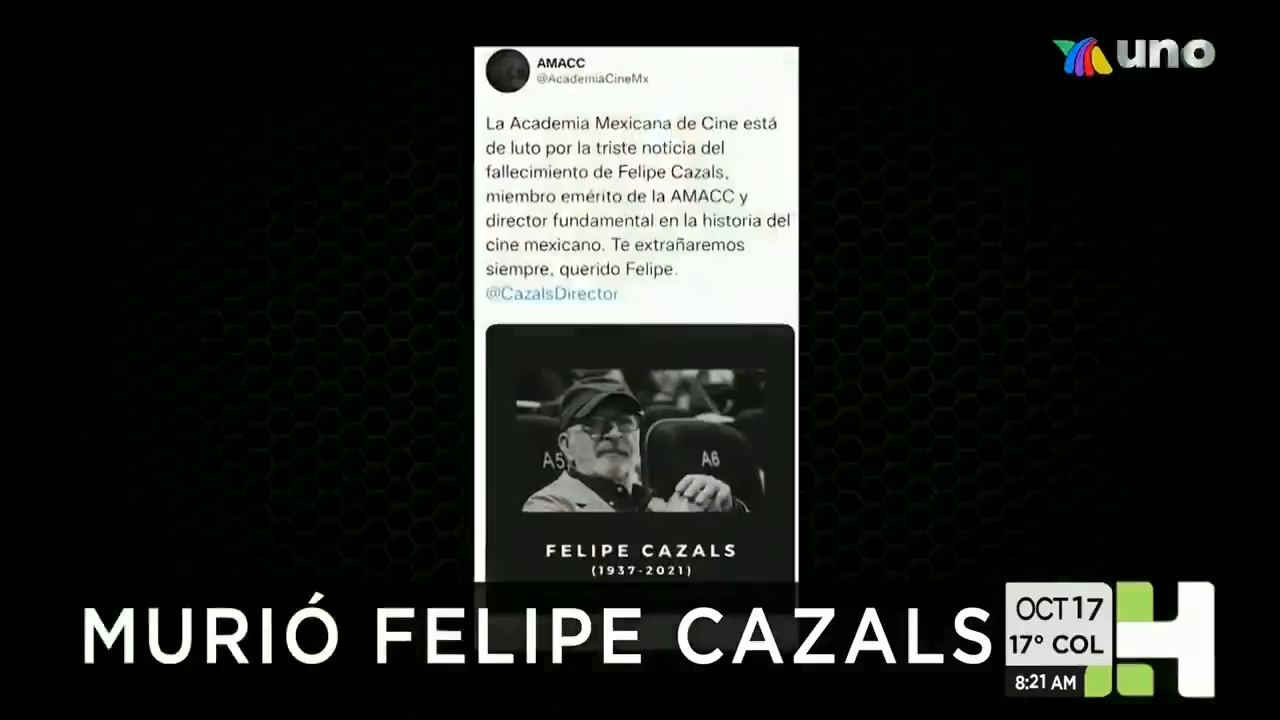 uno
AMACC
@AcademiaCineMx
La Academia Mexicana de Cine está
de luto por la triste noticia del
fallecimiento de Felipe Cazals,
miembro emérito de la AMACC y
director fundamental en la historia del
cine mexicano. Te extrañaremos
siempre, querido Felipe.
@CazalsDirector
A5
A6
FELIPE CAZALS
(1937-2021)
MURIÓ FELIPE CAZALS
OCT 17
17° COL
8:21 AM
H